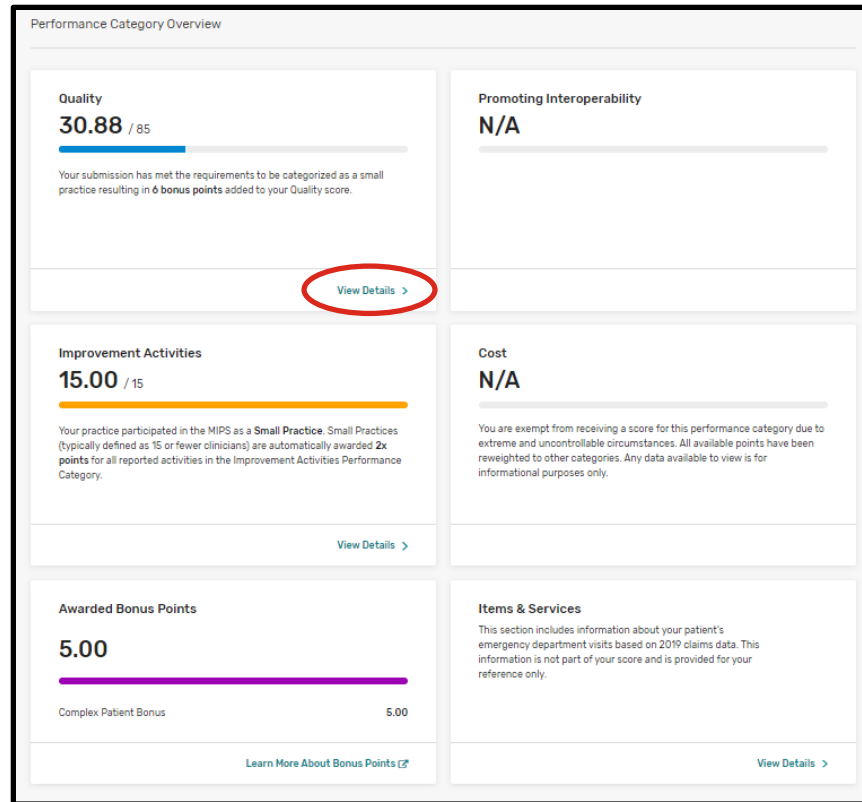 Performance Category Overview
Quality
30.88 / 85
Your submission has met the requirements to be categorized as a small
practice resulting in 6 bonus points added to your Quality score.
View Details >
Promoting Interoperability
N/A
Improvement Activities
15.00 / 15
Your practice participated in the MIPS as a Small Practice. Small Practices
(typically defined as 15 or fewer clinicians) are automatically awarded 2x
points for all reported activities in the Improvement Activities Performance
Category.
View Details >
Cost
N/A
You are exempt from receiving a score for this performance category due to
extreme and uncontrollable circumstances. All available points have been
reweighted to other categories. Any data available to view is for
informational purposes only.
Awarded Bonus Points
5.00
Complex Patient Bonus 5.00
Learn More About Bonus Points
Items & Services
This section includes information about your patient's
emergency department visits based on 2019 claims data. This
information is not part of your score and is provided for your
reference only.
View Details >